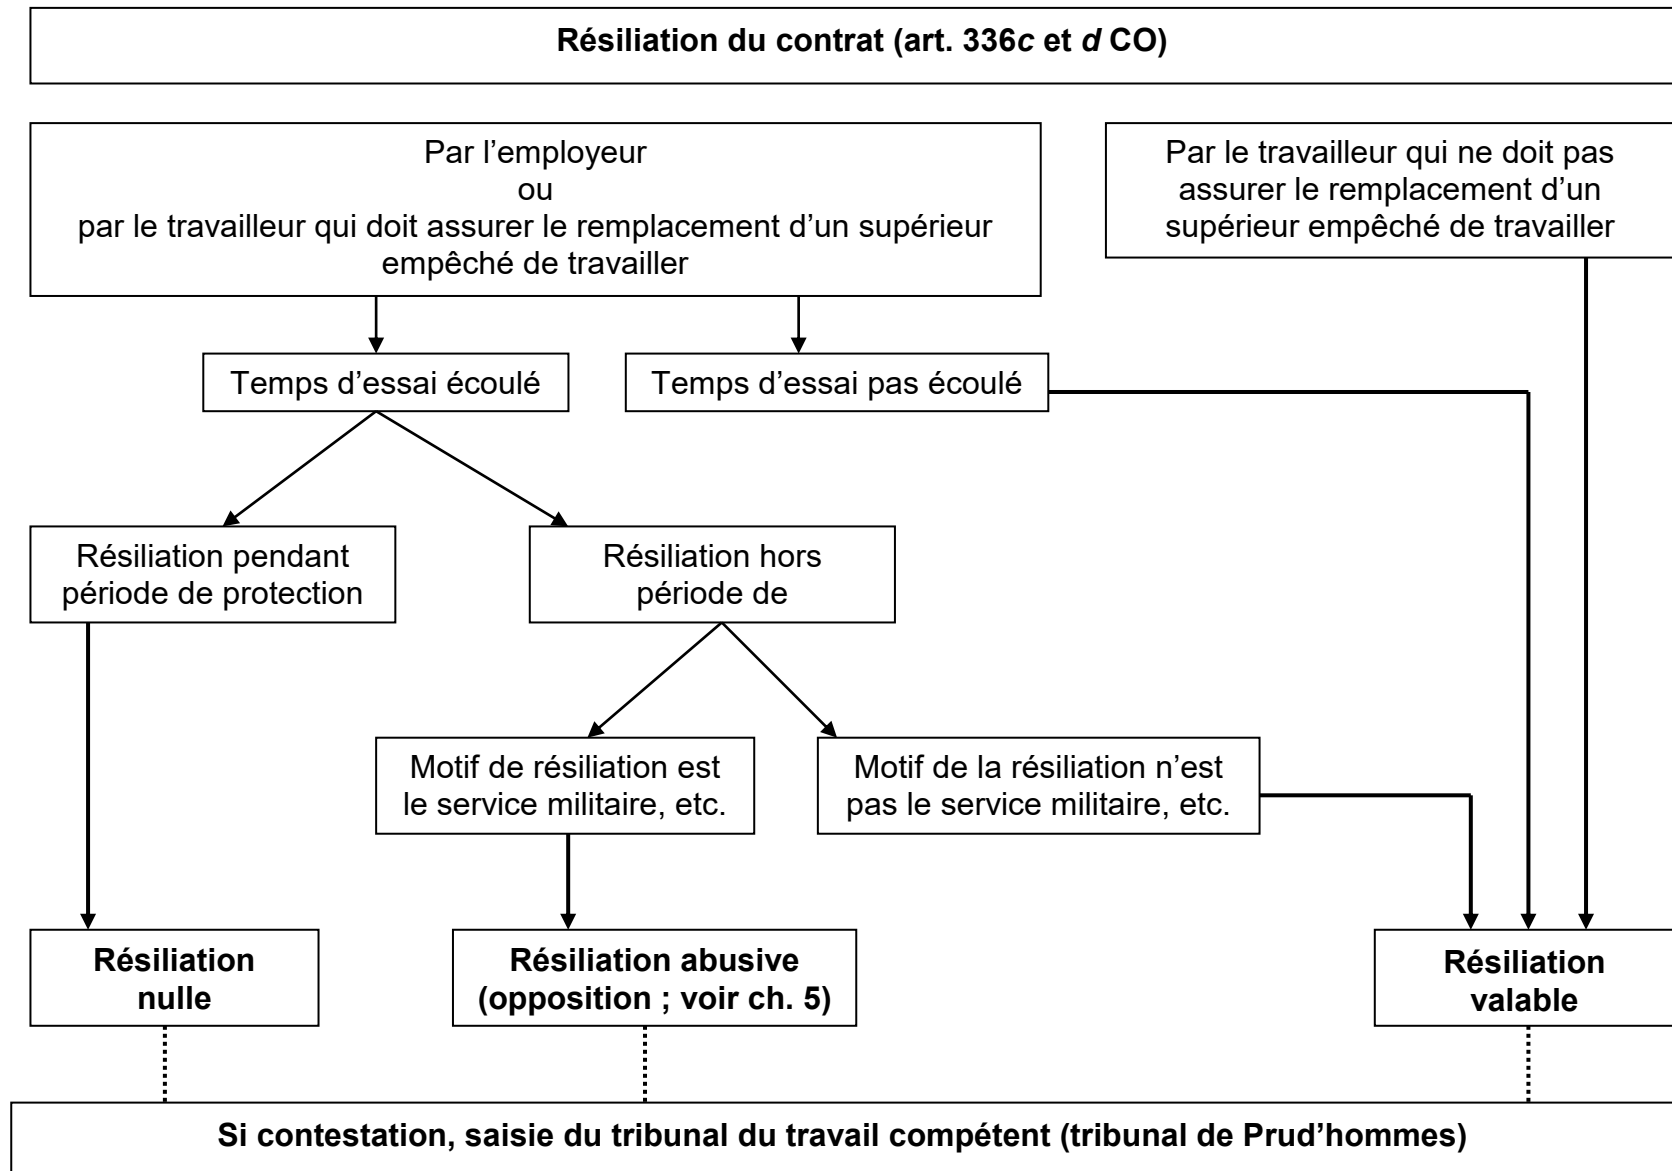 Résiliation du contrat (art. 336c et d CO)
Par l’employeur
ou
par le travailleur qui doit assurer le remplacement d’un supérieur
empêché de travailler
Par le travailleur qui ne doit pas
assurer le remplacement d’un
supérieur empêché de travailler
Temps d’essai écoulé
Temps d’essai pas écoulé
Résiliation pendant
période de protection
Résiliation hors
période de
Motif de résiliation est
le service militaire, etc.
Motif de la résiliation n’est
pas le service militaire, etc.
Résiliation
nulle
Résiliation abusive
(opposition ; voir ch. 5)
Résiliation
valable
Si contestation, saisie du tribunal du travail compétent (tribunal de Prud’hommes)